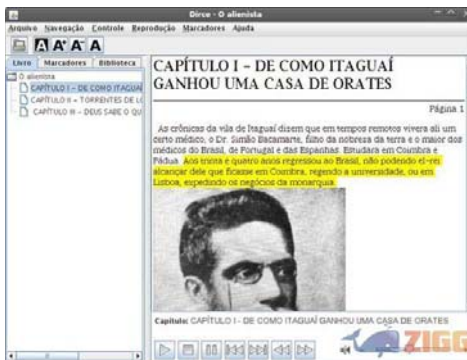 Dirce - O alienista
Arquivo Navegação Controle Reprodução Marcadores Ajuda
A A+ A- A
Livro Marcadores Biblioteca
O alienista
CAPÍTULO I - DE COMO ITAGUAÍ
CAPÍTULO II - TORRENTES DE LO
CAPÍTULO III - DEUS SABE O QU
CAPÍTULO I - DE COMO ITAGUAÍ
GANHOU UMA CASA DE ORATES
Página 1
As crônicas da vila de Itaguaí dizem que em tempos remotos vivera ali um
certo médico, o Dr. Simão Bacamarte, filho da nobreza da terra e o maior dos
médicos do Brasil, de Portugal e das Espanhas. Estudara em Coimbra e
Pádua. Aos trinta e quatro anos regressou ao Brasil, não podendo el-rei
alcançar dele que ficasse em Coimbra, regendo a universidade, ou em
Lisboa, expedindo os negócios da monarquia.
Capítulo: CAPÍTULO I - DE COMO ITAGUAÍ GANHOU UMA CASA DE ORATES
ZIGG